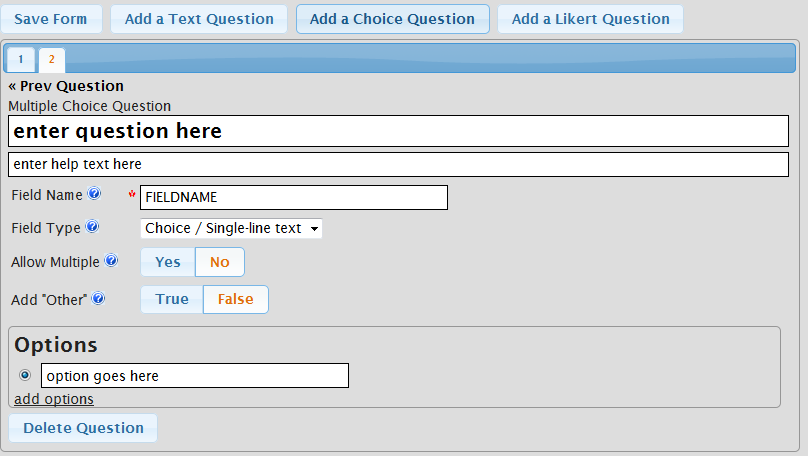 Save Form Add a Text Question Add a Choice Question Add a Likert Question
1 2
« Prev Question
Multiple Choice Question
enter question here
enter help text here
Field Name ? * FIELDNAME
Field Type ? Choice / Single-line text
Allow Multiple ? Yes No
Add "Other" ? True False
Options
option goes here
add options
Delete Question